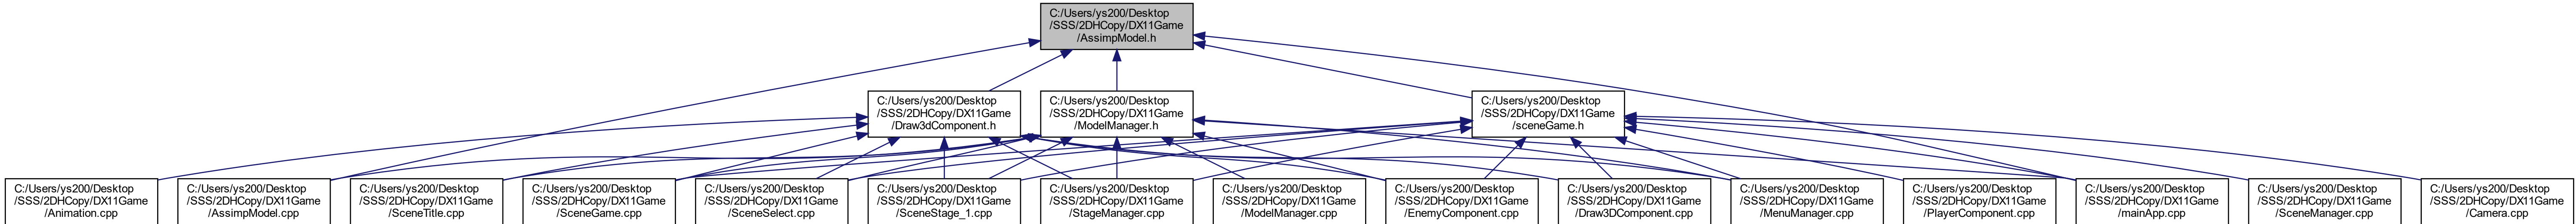 C:/Users/ys200/Desktop
/SSS/2DHCopy/DX11Game
/AssimpModel.h
C:/Users/ys200/Desktop
/SSS/2DHCopy/DX11Game
/Draw3dComponent.h
C:/Users/ys200/Desktop
/SSS/2DHCopy/DX11Game
/ModelManager.h
C:/Users/ys200/Desktop
/SSS/2DHCopy/DX11Game
/sceneGame.h
C:/Users/ys200/Desktop
/SSS/2DHCopy/DX11Game
/Animation.cpp
C:/Users/ys200/Desktop
/SSS/2DHCopy/DX11Game
/AssimpModel.cpp
C:/Users/ys200/Desktop
/SSS/2DHCopy/DX11Game
/SceneTitle.cpp
C:/Users/ys200/Desktop
/SSS/2DHCopy/DX11Game
/SceneGame.cpp
C:/Users/ys200/Desktop
/SSS/2DHCopy/DX11Game
/SceneSelect.cpp
C:/Users/ys200/Desktop
/SSS/2DHCopy/DX11Game
/SceneStage_1.cpp
C:/Users/ys200/Desktop
/SSS/2DHCopy/DX11Game
/StageManager.cpp
C:/Users/ys200/Desktop
/SSS/2DHCopy/DX11Game
/ModelManager.cpp
C:/Users/ys200/Desktop
/SSS/2DHCopy/DX11Game
/EnemyComponent.cpp
C:/Users/ys200/Desktop
/SSS/2DHCopy/DX11Game
/Draw3DComponent.cpp
C:/Users/ys200/Desktop
/SSS/2DHCopy/DX11Game
/MenuManager.cpp
C:/Users/ys200/Desktop
/SSS/2DHCopy/DX11Game
/PlayerComponent.cpp
C:/Users/ys200/Desktop
/SSS/2DHCopy/DX11Game
/mainApp.cpp
C:/Users/ys200/Desktop
/SSS/2DHCopy/DX11Game
/SceneManager.cpp
C:/Users/ys200/Desktop
/SSS/2DHCopy/DX11Game
/Camera.cpp